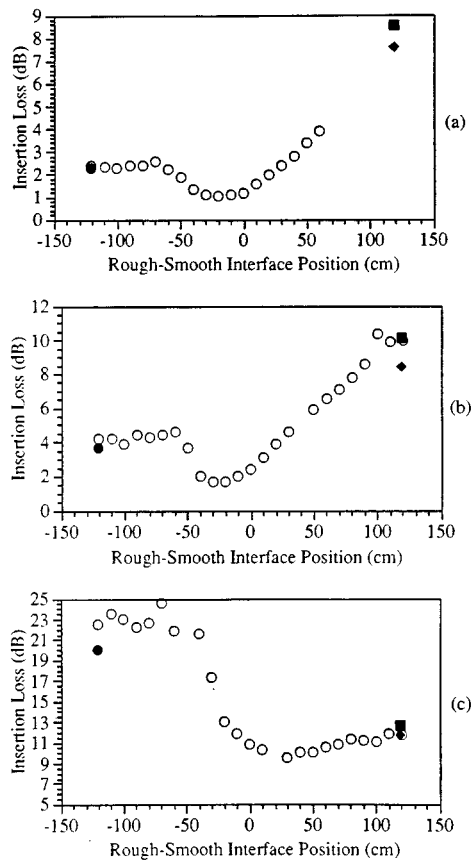 9
8
7
6
5
4
3
2
1
0
Insertion Loss (dB)
-150 -100 -50 0 50 100 150
Rough-Smooth Interface Position (cm)
(a)
12
10
8
6
4
2
0
Insertion Loss (dB)
-150 -100 -50 0 50 100 150
Rough-Smooth Interface Position (cm)
(b)
25
23
21
19
17
15
13
11
9
7
5
Insertion Loss (dB)
-150 -100 -50 0 50 100 150
Rough-Smooth Interface Position (cm)
(c)